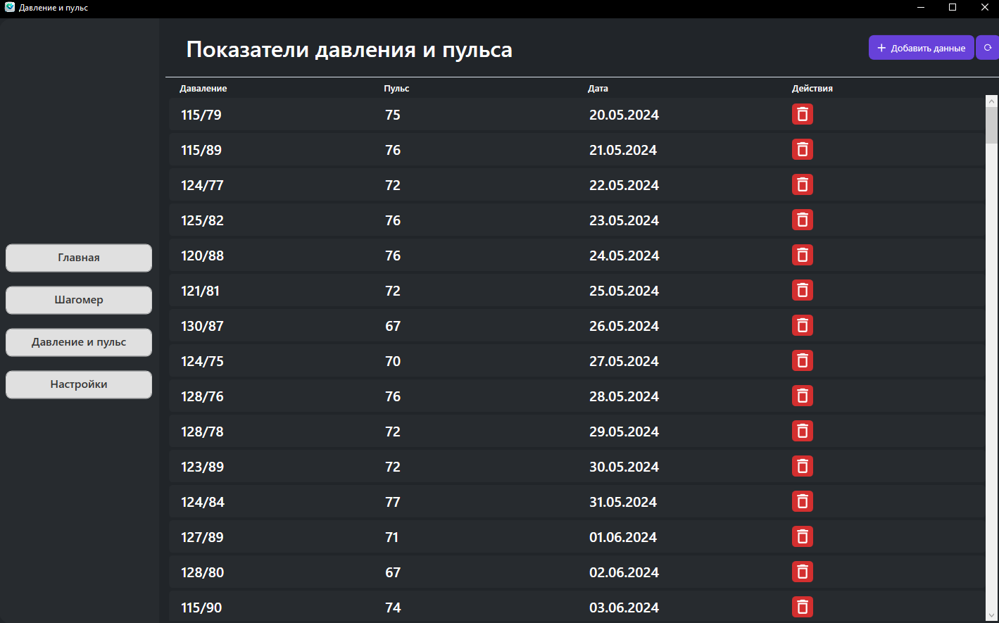 Давление и пульс
Показатели давления и пульса
Добавить данные
Даваление Пульс Дата Действия
115/79 75 20.05.2024
115/89 76 21.05.2024
124/77 72 22.05.2024
125/82 76 23.05.2024
120/88 76 24.05.2024
121/81 72 25.05.2024
130/87 67 26.05.2024
124/75 70 27.05.2024
128/76 76 28.05.2024
128/78 72 29.05.2024
123/89 72 30.05.2024
124/84 77 31.05.2024
127/89 71 01.06.2024
128/80 67 02.06.2024
115/90 74 03.06.2024
Главная
Шагомер
Давление и пульс
Настройки